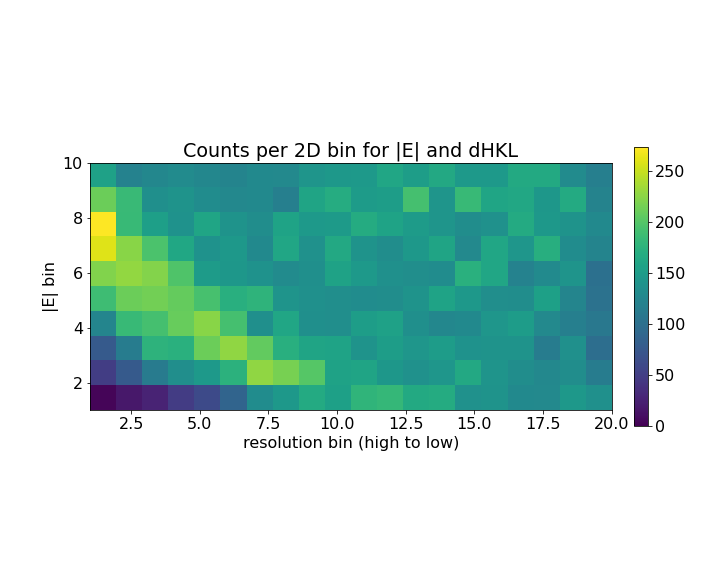 Counts per 2D bin for |E| and dHKL
10
8
6
4
2
|E| bin
2.5 5.0 7.5 10.0 12.5 15.0 17.5 20.0
resolution bin (high to low)
250
200
150
100
50
0